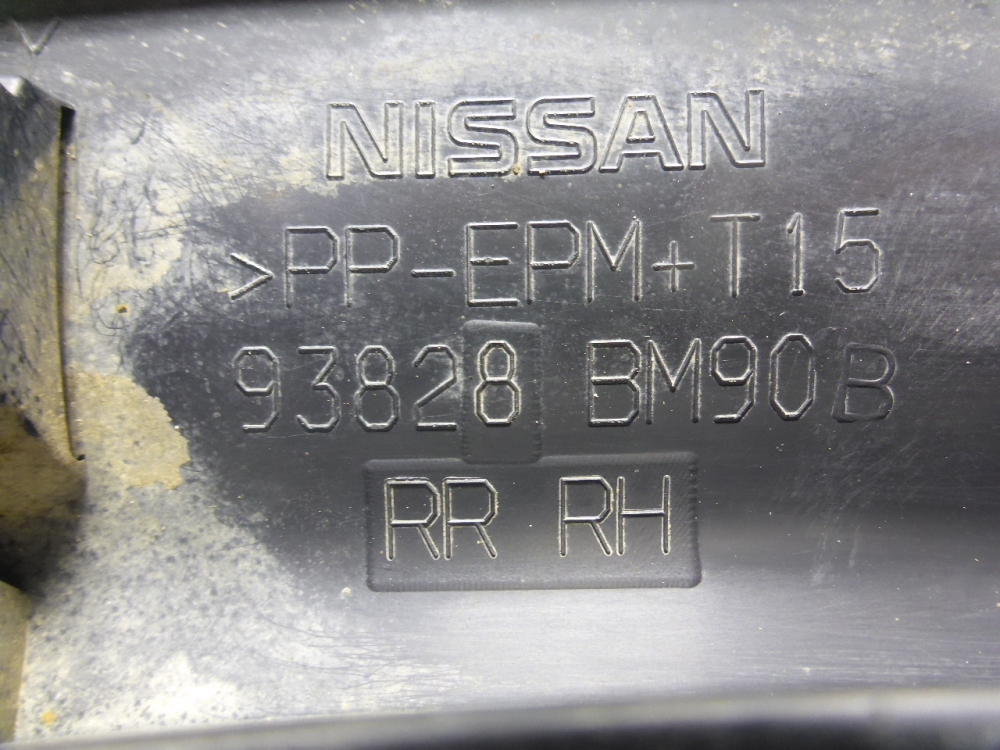 NISSAN
>PP-EPM+T15
93828 BM90B
RR RH